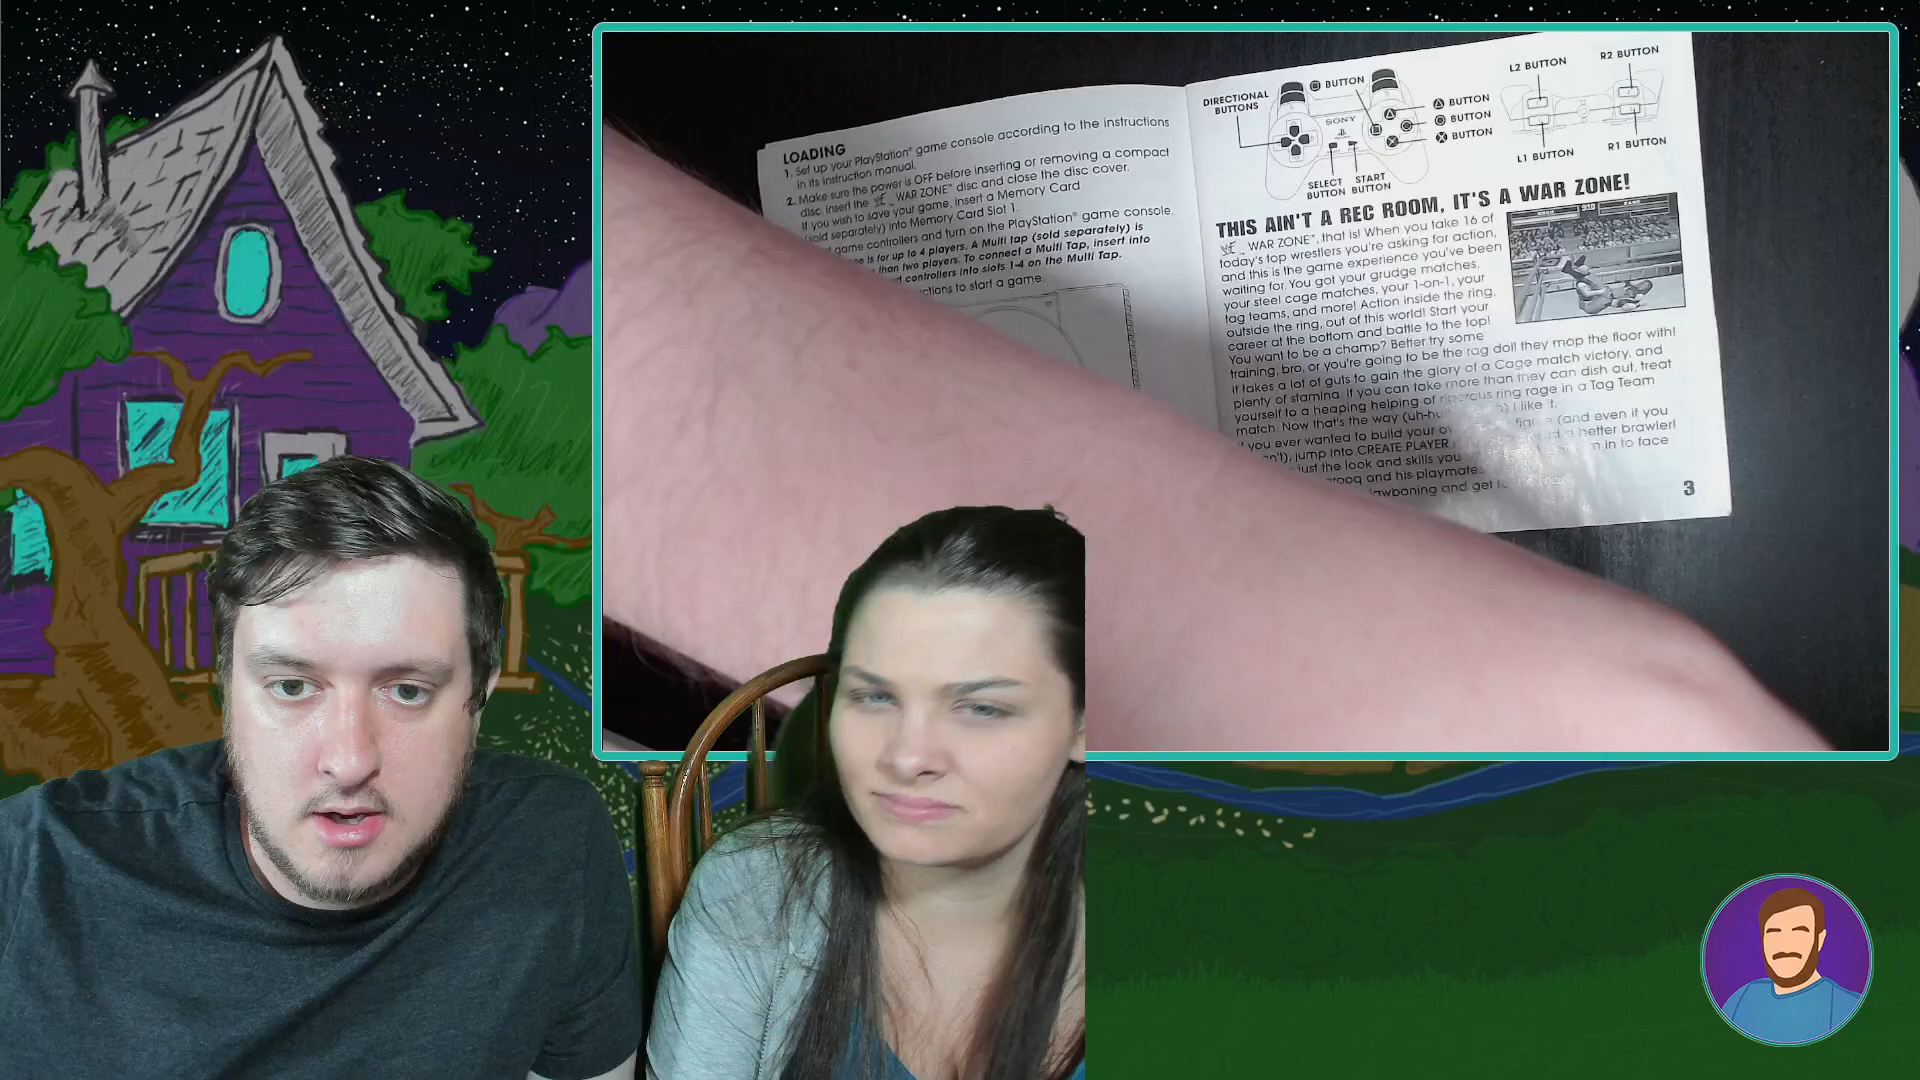 LOADING
1. Set up your PlayStation® game console according to the instructions
in its instruction manual.
2. Make sure the power is OFF before inserting or removing a compact
disc. Insert the WF WAR ZONE™ disc and close the disc cover.
If you wish to save your game, insert a Memory Card
(sold separately) into Memory Card Slot 1.
game controllers and turn on the PlayStation® game console.
is for up to 4 players. A Multi tap (sold separately) is
than two players. To connect a Multi Tap, insert into
controllers into slots 1-4 on the Multi Tap.
to start a game.
DIRECTIONAL
BUTTONS
BUTTON
SONY
BUTTON
BUTTON
BUTTON
SELECT
BUTTON
START
BUTTON
L2 BUTTON
R2 BUTTON
L1 BUTTON
R1 BUTTON
THIS AIN'T A REC ROOM, IT'S A WAR ZONE!
WF WAR ZONE™, that is! When you take 16 of
today's top wrestlers you're asking for action,
and this is the game experience you've been
waiting for. You got your grudge matches,
your steel cage matches, your 1-on-1, your
tag teams, and more! Action inside the ring,
outside the ring, out of this world! Start your
career at the bottom and battle to the top!
You want to be a champ? Better try some
training, bro, or you're going to be the rag doll they mop the floor with!
It takes a lot of guts to gain the glory of a Cage match victory, and
plenty of stamina. If you can take more than they can dish out, treat
yourself to a heaping helping of rigorous ring rage in a Tag Team
match. Now that's the way I like it.
you ever wanted to build your (and even if you
jump into CREATE PLAYER better brawler!
just the look and skills you in to face
and his playmate
jawboning and get
3